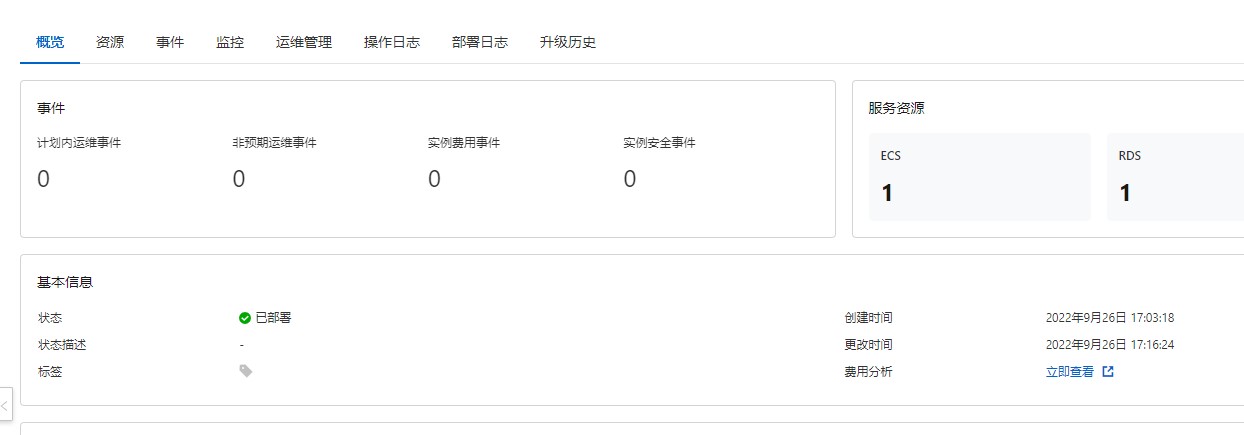 概览 资源 事件 监控 运维管理 操作日志 部署日志 升级历史
事件
计划内运维事件 非预期运维事件 实例费用事件 实例安全事件
0 0 0 0
服务资源
ECS RDS
1 1
基本信息
状态 已部署 创建时间 2022年9月26日 17:03:18
状态描述 - 更改时间 2022年9月26日 17:16:24
标签 费用分析 立即查看